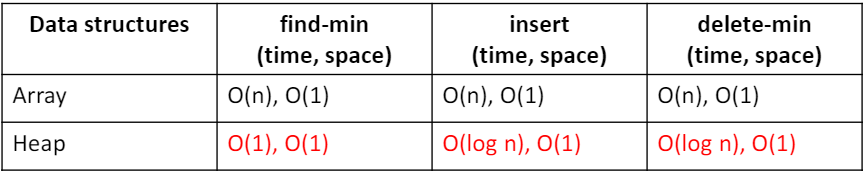 Data structures find-min insert delete-min
(time, space) (time, space) (time, space)
Array O(n), O(1) O(n), O(1) O(n), O(1)
Heap O(1), O(1) O(log n), O(1) O(log n), O(1)